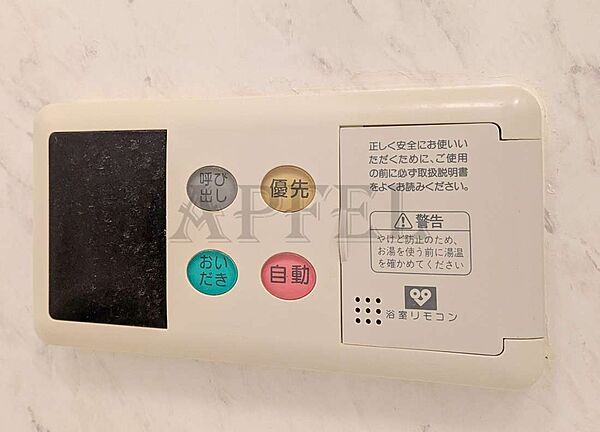 呼び
出し
優先
おい
だき
自動
正しく安全にお使いい
ただくために、ご使用
の前に必ず取扱説明書
をよくお読みください。
警告
やけど防止のため、
お湯を使う前に湯温
を確かめてください
浴室リモコン
APFEL